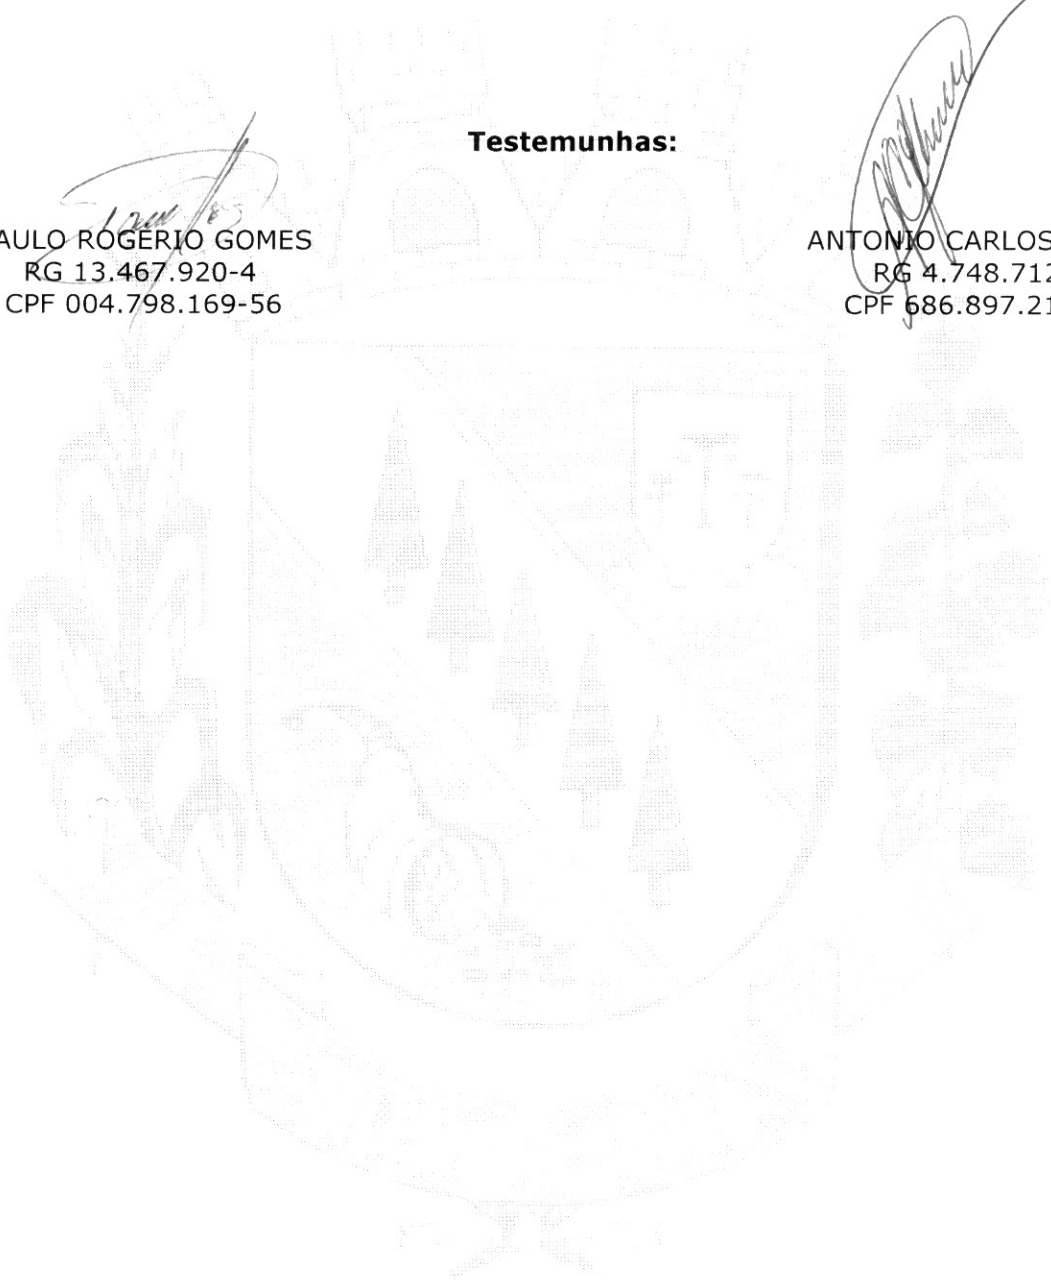 Testemunhas:
AULO ROGERIO GOMES
RG 13.467.920-4
CPF 004.798.169-56
ANTONIO CARLOS
RG 4.748.712
CPF 686.897.21